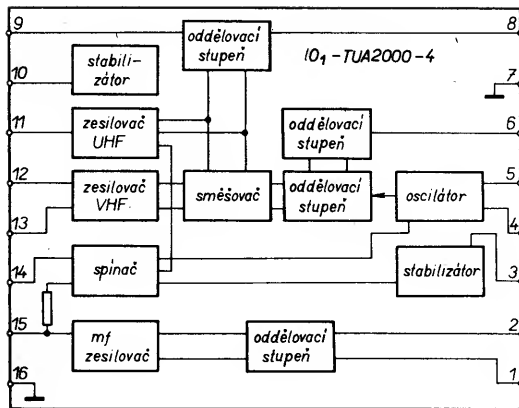 9
oddělovací
stupeň
8
IO1-TUA2000-4
stabili-
zátor
10
7
11
zesilovač
UHF
oddělovací
stupeň
6
12
zesilovač
VHF
směšovač
oddělovací
stupeň
oscilátor
5
13
4
14
spínač
stabilizátor
3
15
mf
zesilovač
oddělovací
stupeň
2
16
1